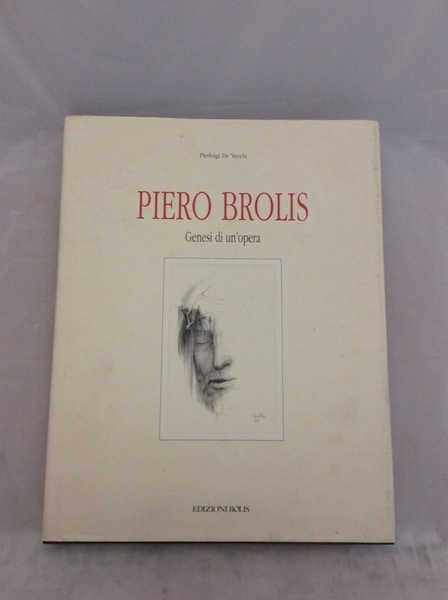 Pierluigi De Vecchi
PIERO BROLIS
Genesi di un'opera
EDIZIONI BOLIS